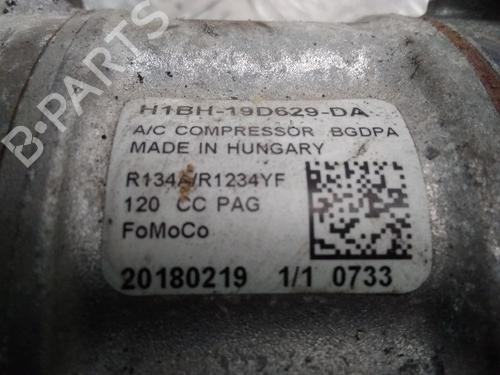 H1BH-19D629-DA
A/C COMPRESSOR BGDPA
MADE IN HUNGARY
R134A/R1234YF
120 CC PAG
FoMoCo
20180219 1/1 0733
B-PARTS